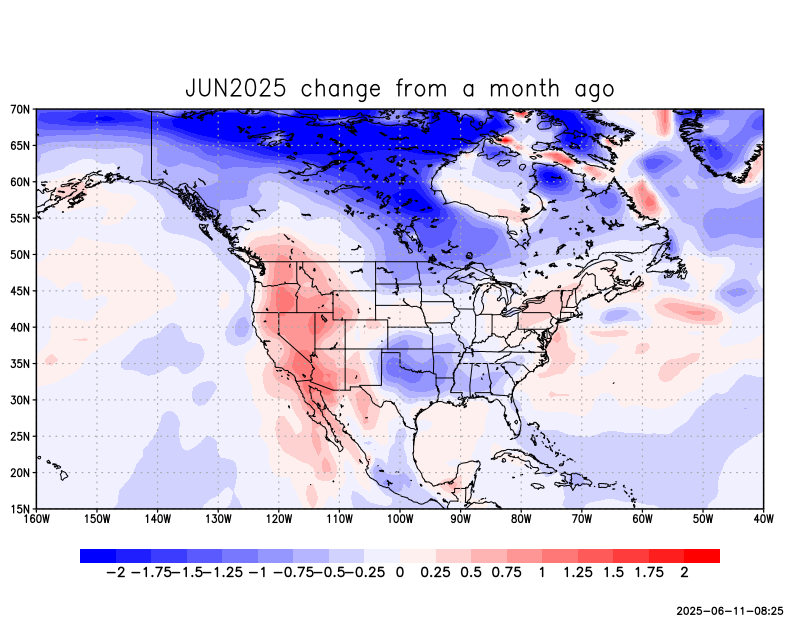 JUN2025 change from a month ago
70N
65N
60N
55N
50N
45N
40N
35N
30N
25N
20N
15N
160W 150W 140W 130W 120W 110W 100W 90W 80W 70W 60W 50W 40W
−2 −1.75 −1.5 −1.25 −1 −0.75 −0.5 −0.25 0 0.25 0.5 0.75 1 1.25 1.5 1.75 2
2025−06−11−08:25